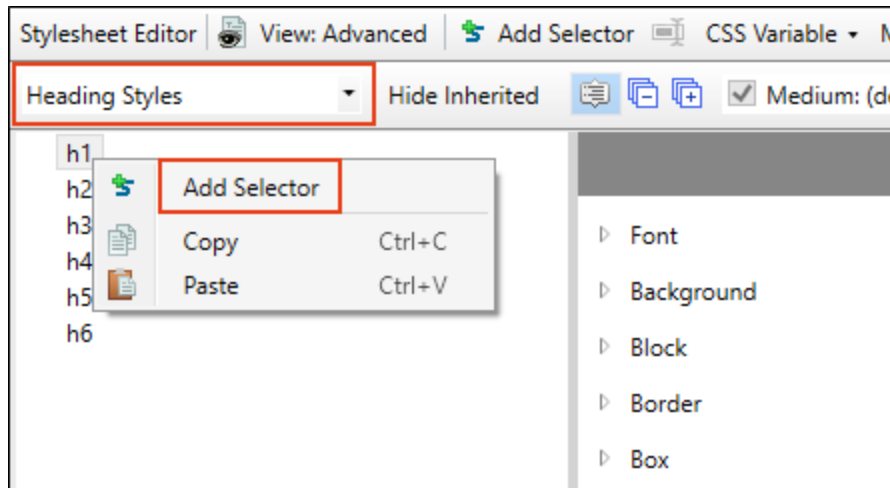 Stylesheet Editor View: Advanced Add Selector CSS Variable
Heading Styles Hide Inherited Medium: (de
h1
h2 Add Selector
h3 Copy Ctrl+C Font
h4
h5 Paste Ctrl+V Background
h6 Block
Border
Box